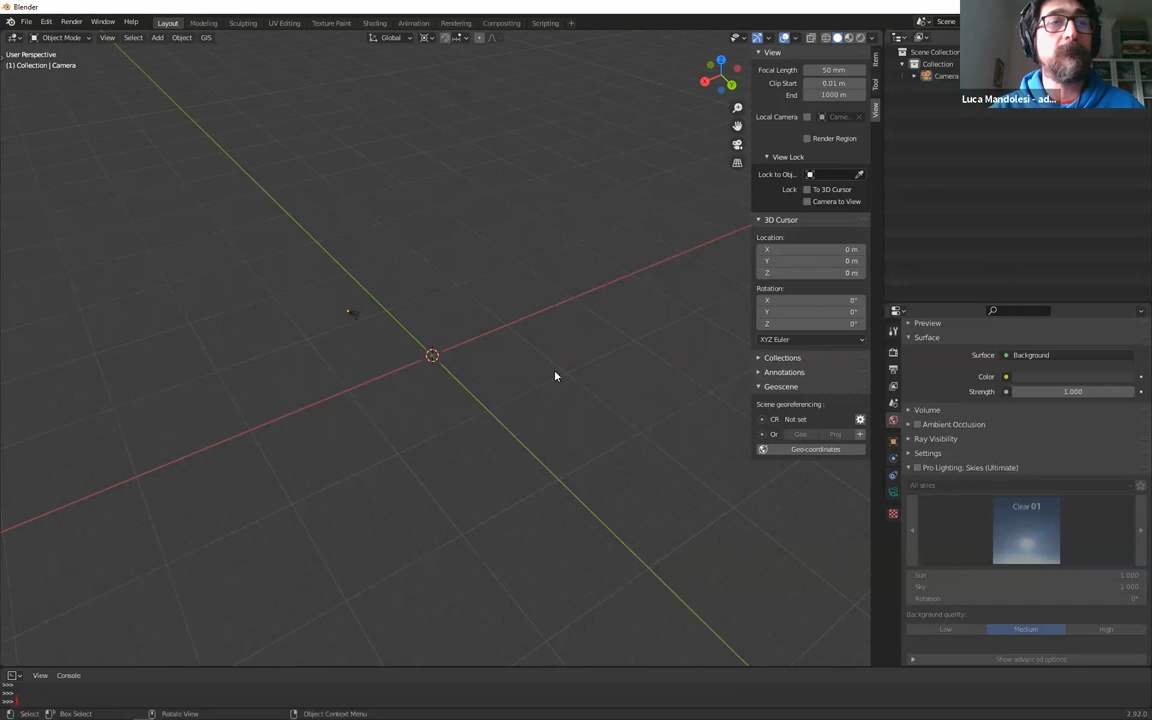 Blender
File Edit Render Window Help Layout Modeling Sculpting UV Editing Texture Paint Shading Animation Rendering Compositing Scripting + Scene
Object Mode View Select Add Object GIS Global
User Perspective
(1) Collection | Camera
X
Y
Z
View
Focal Length 50 mm
Clip Start 0.01 m
End 1000 m
Local Camera Came...
Render Region
View Lock
Lock to Obj...
Lock To 3D Cursor
Camera to View
3D Cursor
Location:
X 0 m
Y 0 m
Z 0 m
Rotation:
X 0°
Y 0°
Z 0°
XYZ Euler
Collections
Annotations
Geoscene
Scene georeferencing :
CR Not set
Or Geo Proj +
Geo-coordinates
Item
Tool
View
Scene Collection
Collection
Camera
Luca Mandolesi - ad...
Preview
Surface
Surface Background
Color
Strength 1.000
Volume
Ambient Occlusion
Ray Visibility
Settings
Pro Lighting: Skies (Ultimate)
All skies
Clear 01
Sun 1.000
Sky 1.000
Rotation 0°
Background quality:
Low Medium High
Show advanced options
View Console
>>>
>>>
>>>
Select Box Select Rotate View Object Context Menu 2.92.0